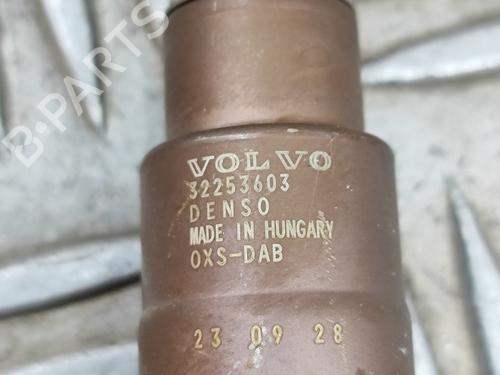 B-PARTS
VOLVO
32253603
DENSO
MADE IN HUNGARY
OXS-DAB
23 09 28